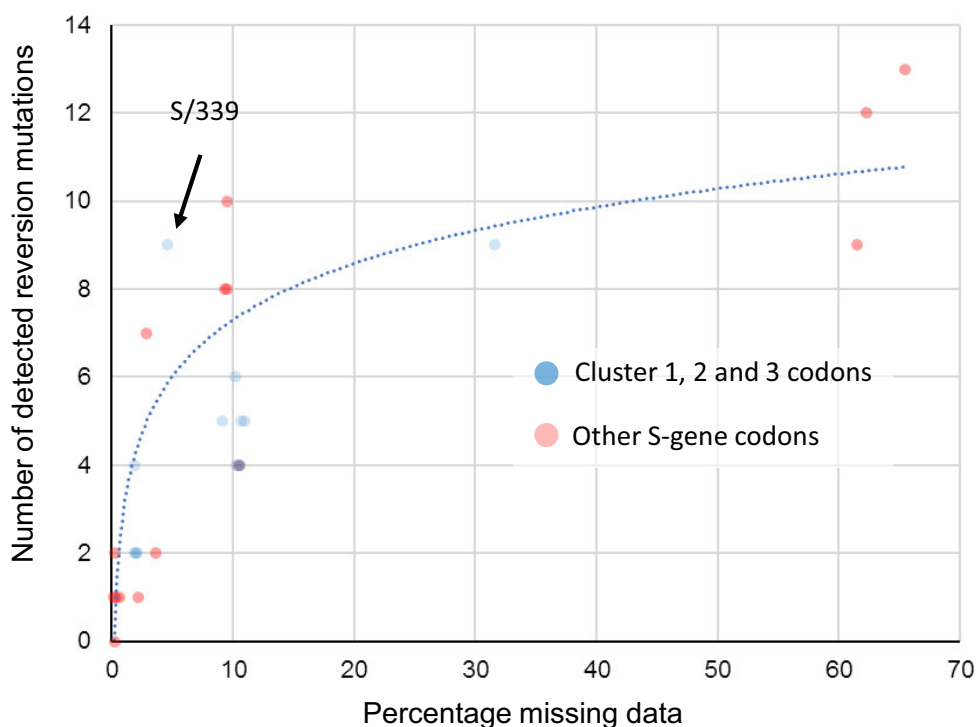 14
12
10
8
6
4
2
0
Number of detected reversion mutations
S/339
Cluster 1, 2 and 3 codons
Other S-gene codons
0 10 20 30 40 50 60 70
Percentage missing data